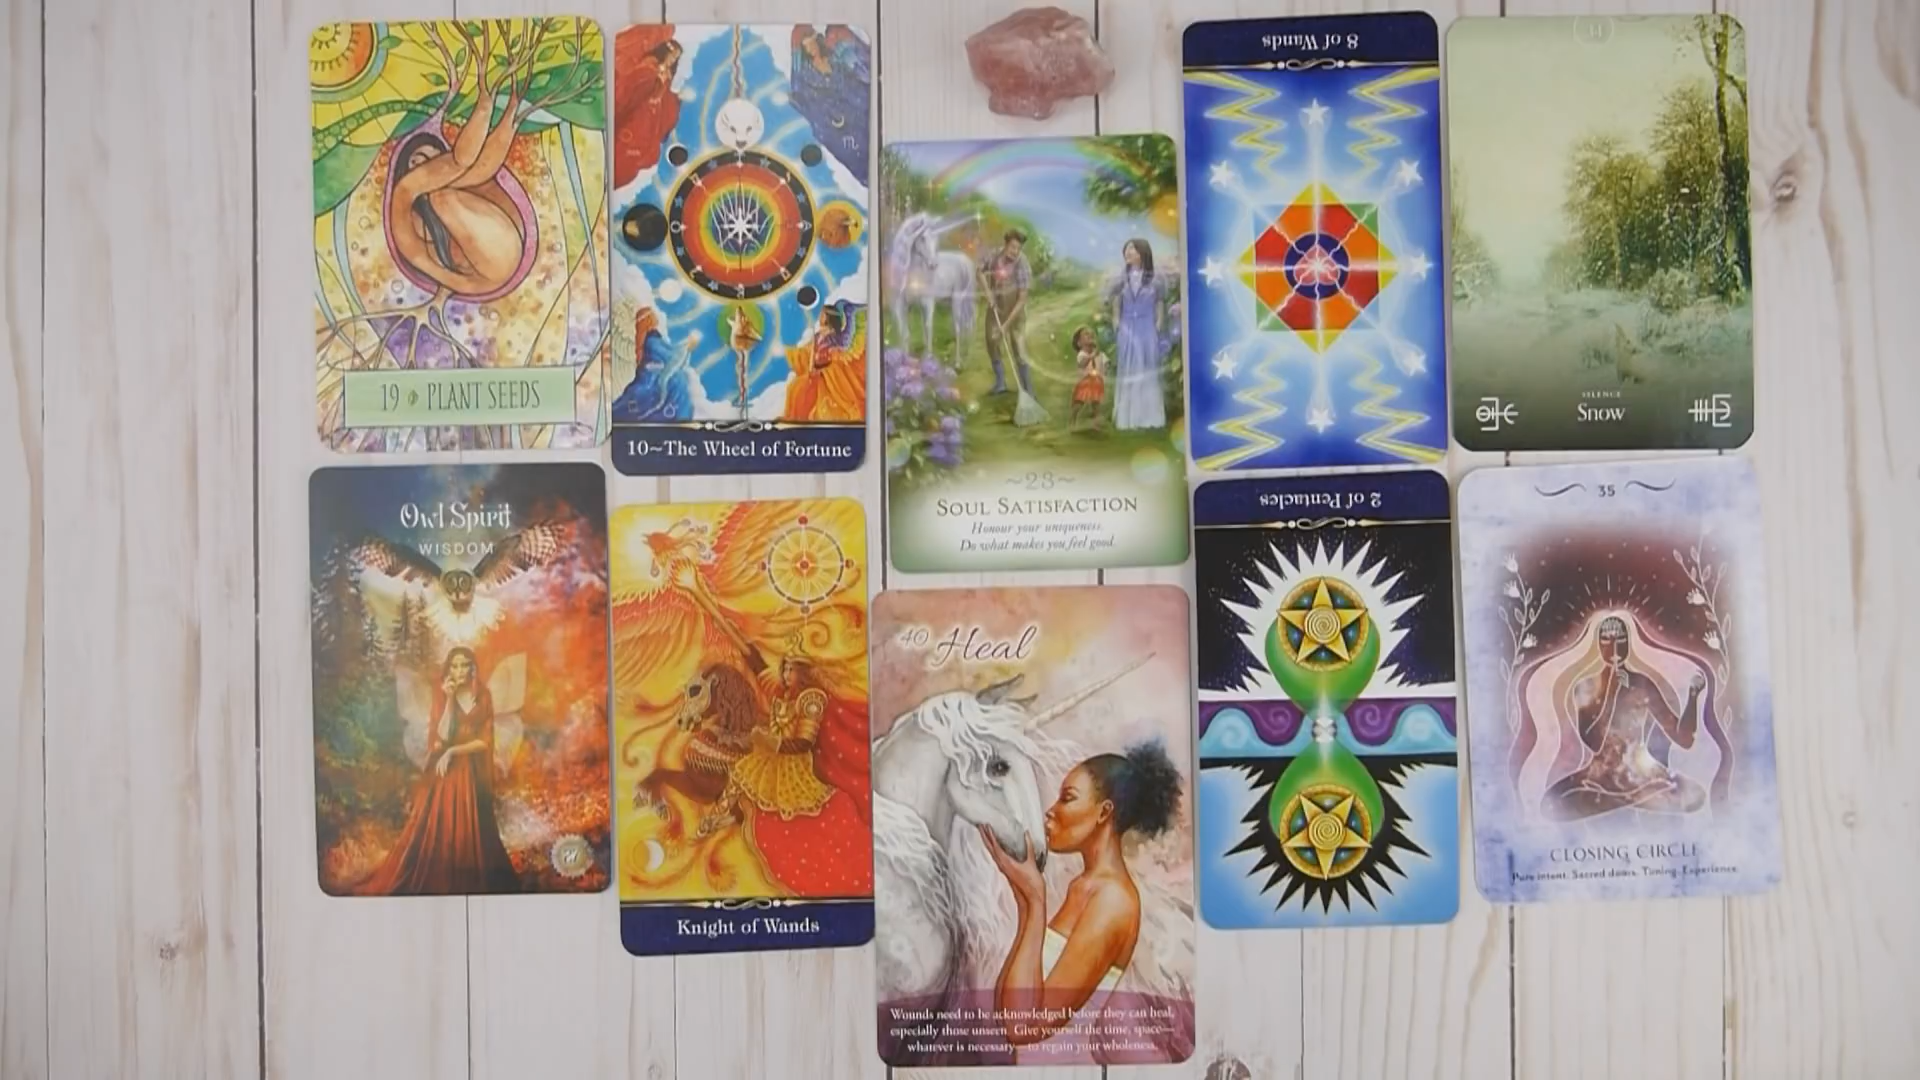 19 PLANT SEEDS
10~The Wheel of Fortune
~23~
SOUL SATISFACTION
Honour your uniqueness.
Do what makes you feel good.
8 of Wands
SILENCE
Snow
Owl Spirit
WISDOM
Knight of Wands
40 Heal
Wounds need to be acknowledged before they can heal,
especially those unseen. Give yourself the time, space—
whatever is necessary—to regain your wholeness.
2 of Pentacles
35
CLOSING CIRCLE
Pure intent. Sacred doors. Timing. Experience.